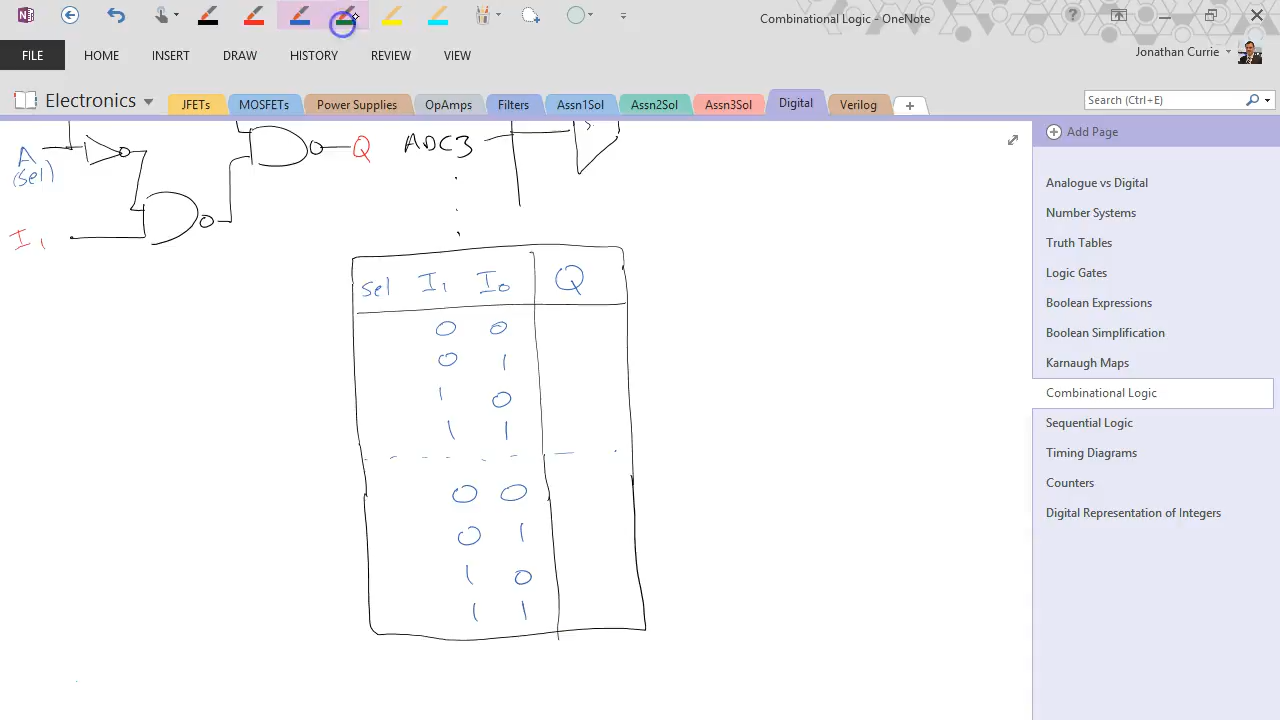 Combinational Logic - OneNote
?
FILE HOME INSERT DRAW HISTORY REVIEW VIEW
Jonathan Currie
Electronics
JFETs MOSFETs Power Supplies OpAmps Filters Assn1Sol Assn2Sol Assn3Sol Digital Verilog +
Search (Ctrl+E)
Add Page
Analogue vs Digital
Number Systems
Truth Tables
Logic Gates
Boolean Expressions
Boolean Simplification
Karnaugh Maps
Combinational Logic
Sequential Logic
Timing Diagrams
Counters
Digital Representation of Integers
A
(sel)
I1
Q
ADC3
Sel I1 I0 Q
0 0
0 1
1 0
1 1
0 0
0 1
1 0
1 1